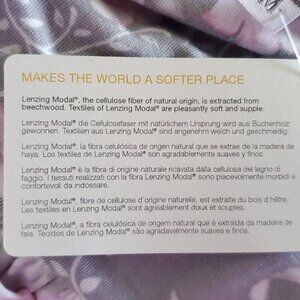 MAKES THE WORLD A SOFTER PLACE
Lenzing Modal®, the cellulose fiber of natural origin, is extracted from
beechwood. Textiles of Lenzing Modal® are pleasantly soft and supple.
Lenzing Modal® die Cellulosefaser mit natürlichem Ursprung wird aus Buchenholz
gewonnen. Textilien aus Lenzing Modal® sind angenehm weich und geschmeidig.
Lenzing Modal®, la fibra celulósica de origen natural que se extrae de la madera de
haya. Los textiles de Lenzing Modal® son agradablemente suaves y finos.
Lenzing Modal® è la fibra di origine naturale ricavata dalla cellulosa del legno di
faggio. I tessuti realizzati con la fibra Lenzing Modal® sono piacevolmente morbidi e
confortevoli da indossare.
Lenzing Modal®, fibre de cellulose d'origine naturelle, est extraite du bois d'hêtre.
Les textiles en Lenzing Modal® sont agréablement doux et souples.
Lenzing Modal®, a fibra celulósica de origem natural que é extraída da madeira de
faia. Tecidos de Lenzing Modal® são agradavelmente suaves e finos.